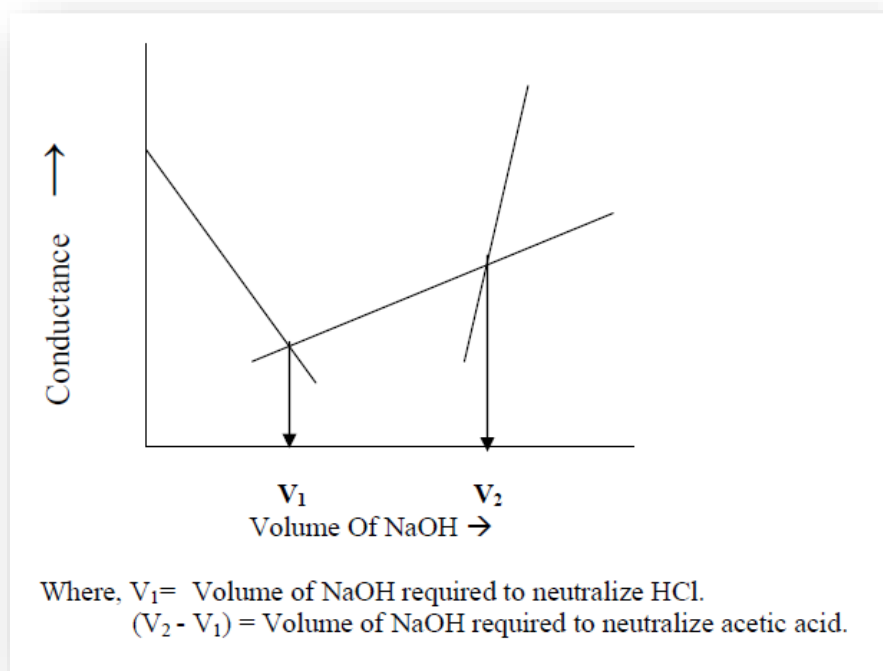 Conductance →
V₁ V₂
Volume Of NaOH →
Where, V₁= Volume of NaOH required to neutralize HCl.
(V₂ - V₁) = Volume of NaOH required to neutralize acetic acid.